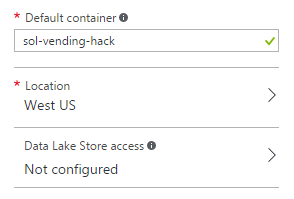 * Default container
sol-vending-hack
* Location
West US
Data Lake Store access
Not configured